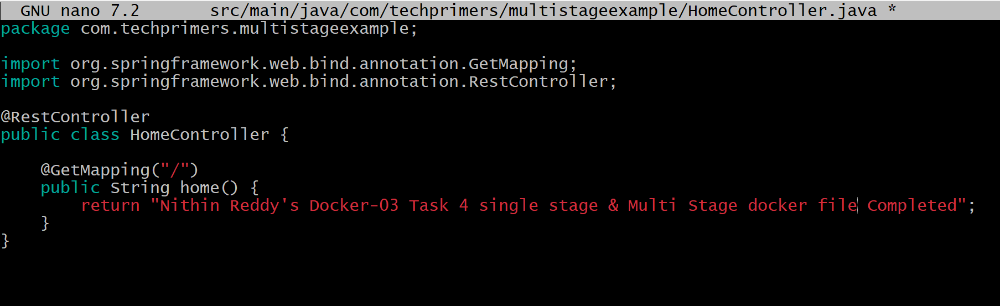 GNU nano 7.2 src/main/java/com/techprimers/multistageexample/HomeController.java *
package com.techprimers.multistageexample;
import org.springframework.web.bind.annotation.GetMapping;
import org.springframework.web.bind.annotation.RestController;
@RestController
public class HomeController {
@GetMapping("/")
public String home() {
return "Nithin Reddy's Docker-03 Task 4 single stage & Multi Stage docker file Completed";
}
}